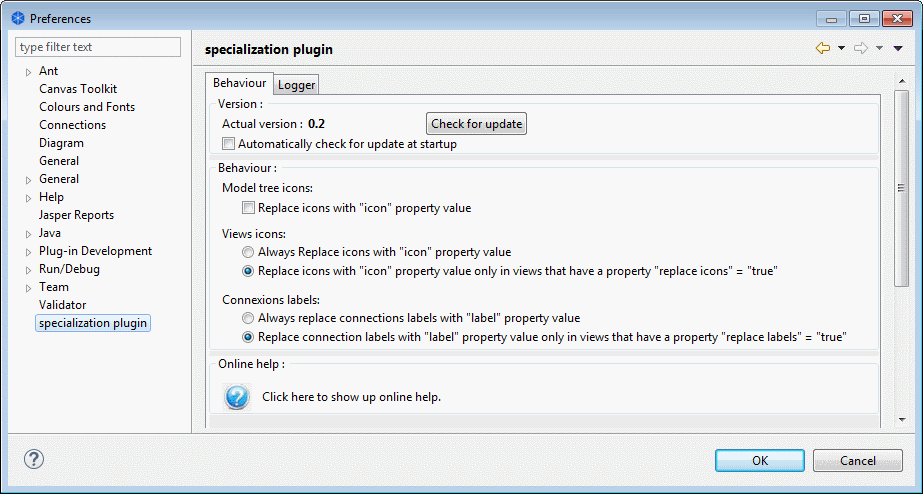 Preferences
type filter text
Ant
Canvas Toolkit
Colours and Fonts
Connections
Diagram
General
General
Help
Jasper Reports
Java
Plug-in Development
Run/Debug
Team
Validator
specialization plugin
specialization plugin
Behaviour
Logger
Version :
Actual version : 0.2
Check for update
Automatically check for update at startup
Behaviour :
Model tree icons:
Replace icons with "icon" property value
Views icons:
Always Replace icons with "icon" property value
Replace icons with "icon" property value only in views that have a property "replace icons" = "true"
Connexions labels:
Always replace connections labels with "label" property value
Replace connection labels with "label" property value only in views that have a property "replace labels" = "true"
Online help :
Click here to show up online help.
OK
Cancel